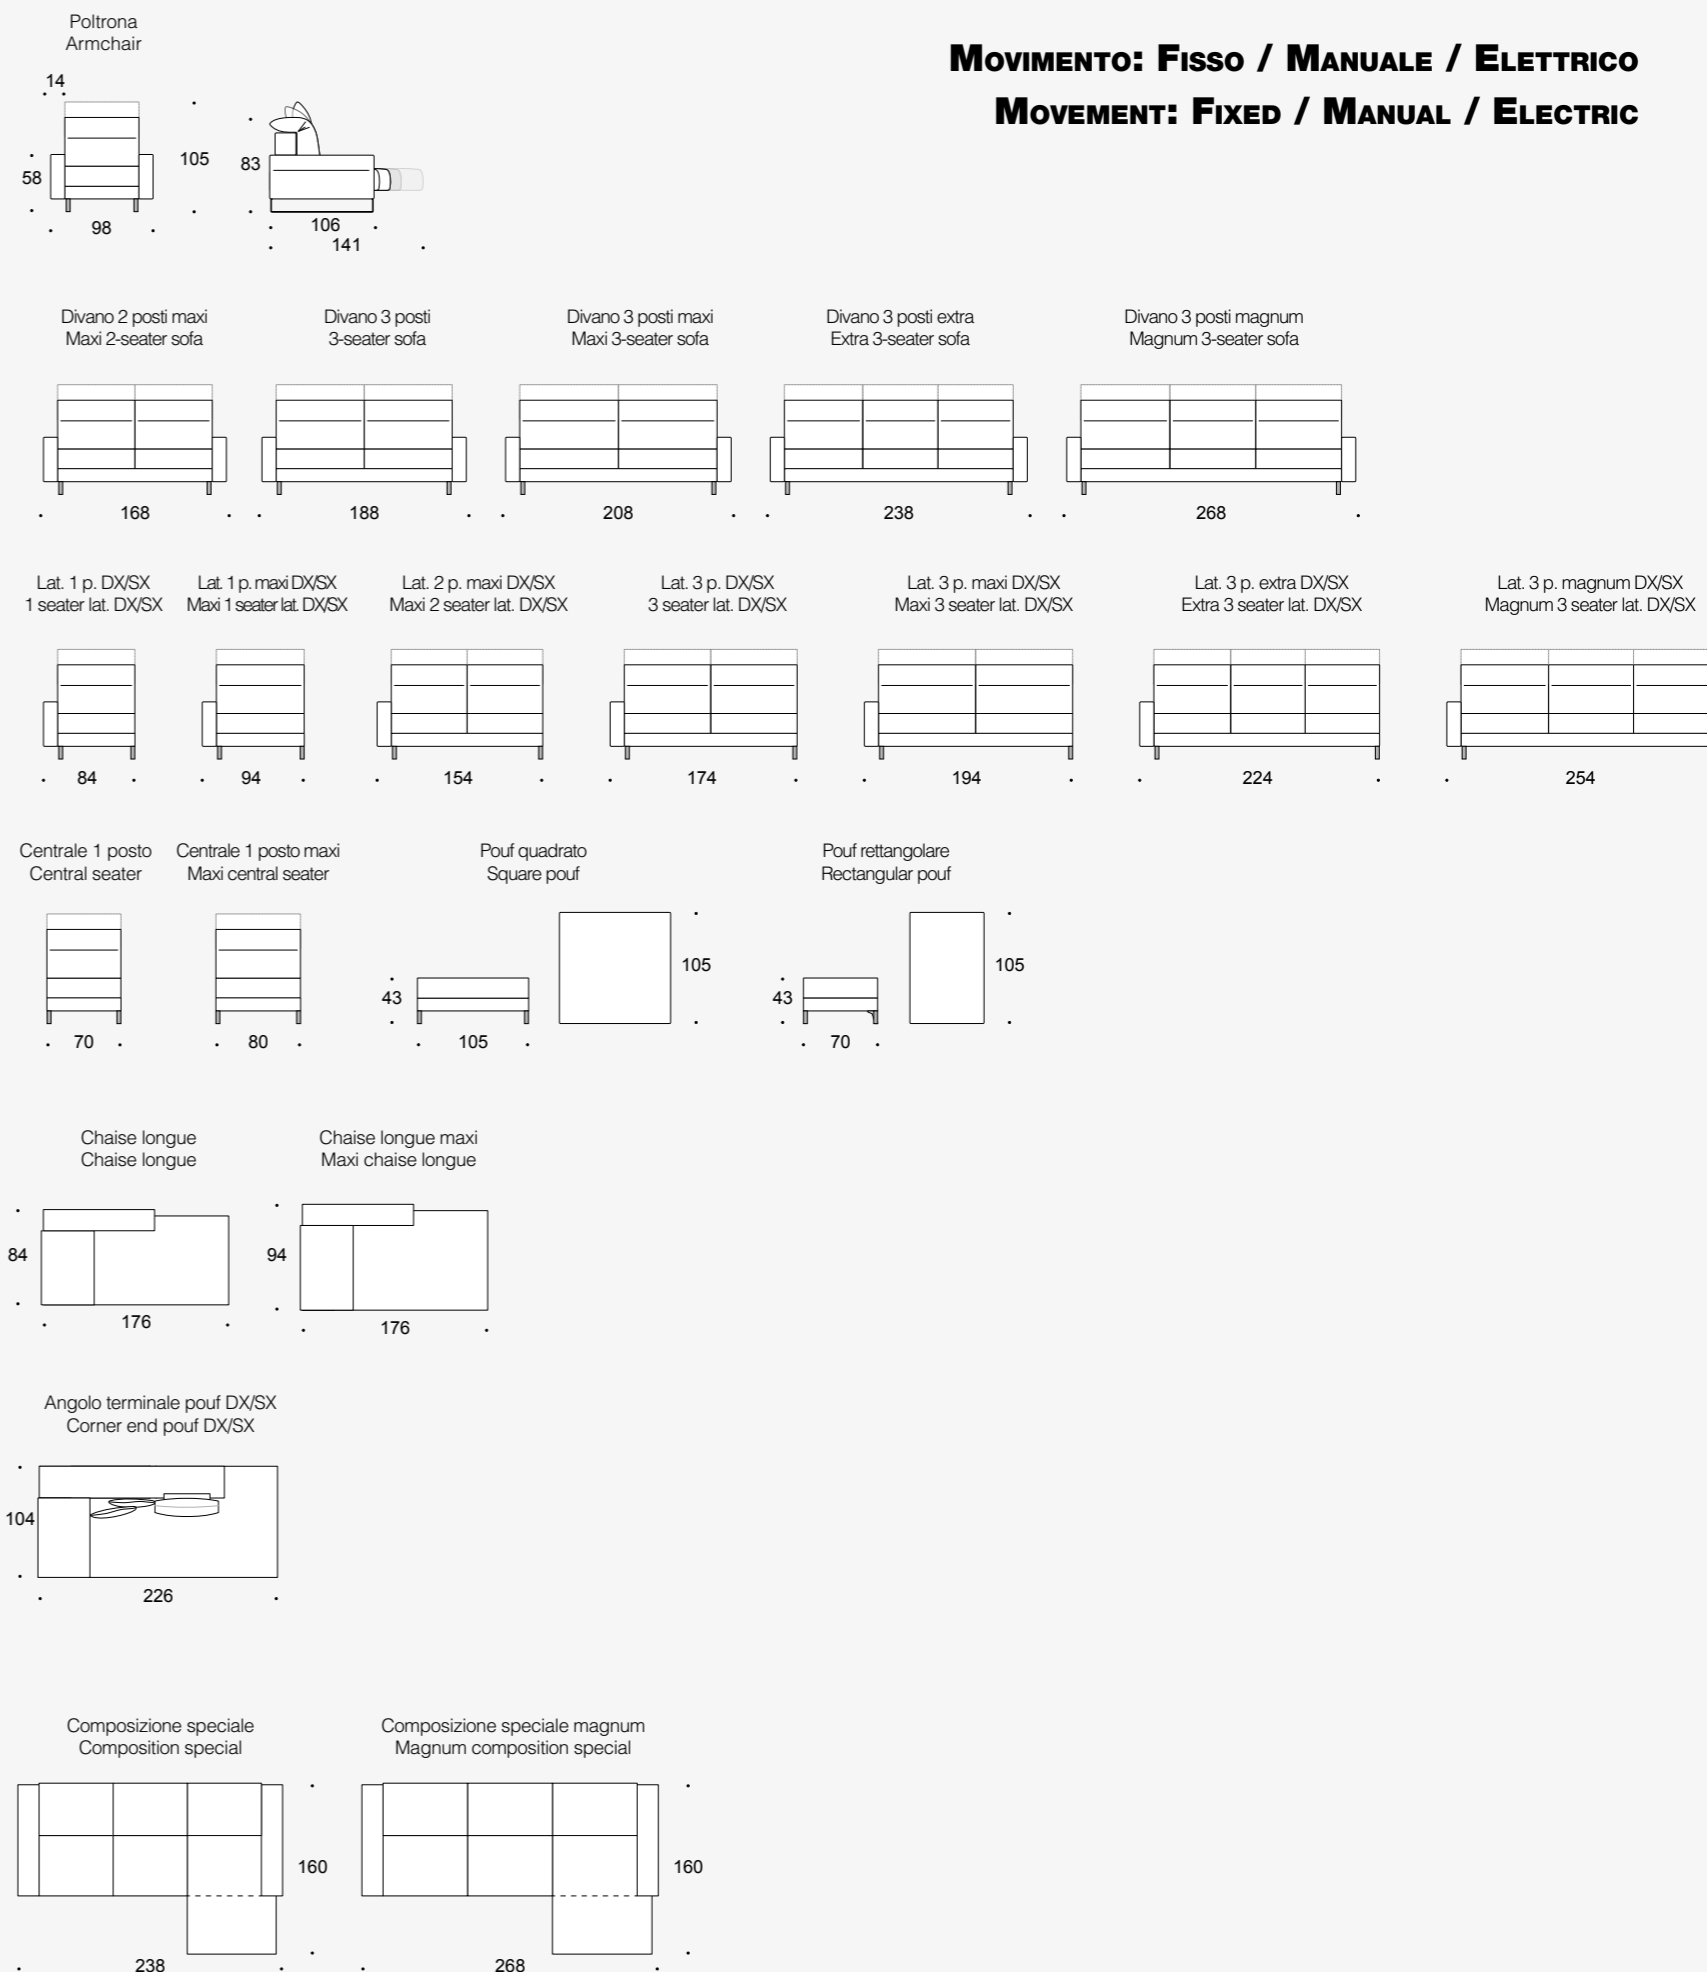 Poltrona
Armchair
MOVIMENTO: FISSO / MANUALE / ELETTRICO
MOVEMENT: FIXED / MANUAL / ELECTRIC
14
58
98
105
83
106
141
Divano 2 posti maxi
Maxi 2-seater sofa
168
Divano 3 posti
3-seater sofa
188
Divano 3 posti maxi
Maxi 3-seater sofa
208
Divano 3 posti extra
Extra 3-seater sofa
238
Divano 3 posti magnum
Magnum 3-seater sofa
268
Lat. 1 p. DX/SX
1 seater lat. DX/SX
84
Lat. 1 p. maxi DX/SX
Maxi 1 seater lat. DX/SX
94
Lat. 2 p. maxi DX/SX
Maxi 2 seater lat. DX/SX
154
Lat. 3 p. DX/SX
3 seater lat. DX/SX
174
Lat. 3 p. maxi DX/SX
Maxi 3 seater lat. DX/SX
194
Lat. 3 p. extra DX/SX
Extra 3 seater lat. DX/SX
224
Lat. 3 p. magnum DX/SX
Magnum 3 seater lat. DX/SX
254
Centrale 1 posto
Central seater
70
Centrale 1 posto maxi
Maxi central seater
80
Pouf quadrato
Square pouf
43
105
105
Pouf rettangolare
Rectangular pouf
43
70
105
Chaise longue
Chaise longue
84
176
Chaise longue maxi
Maxi chaise longue
94
176
Angolo terminale pouf DX/SX
Corner end pouf DX/SX
104
226
Composizione speciale
Composition special
160
238
Composizione speciale magnum
Magnum composition special
160
268